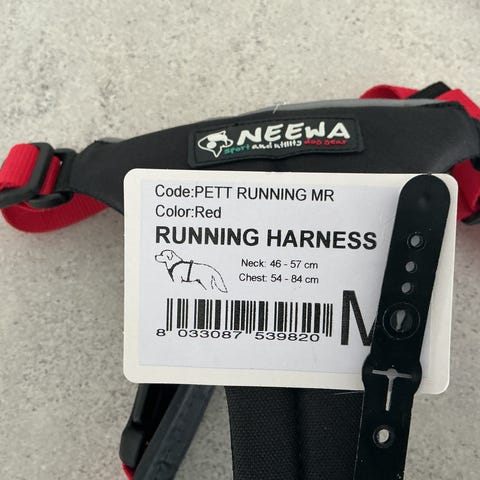 NEEWA
sport and utility dog gear
Code:PETT RUNNING MR
Color:Red
RUNNING HARNESS
Neck: 46 - 57 cm
Chest: 54 - 84 cm
M
8 033087 539820